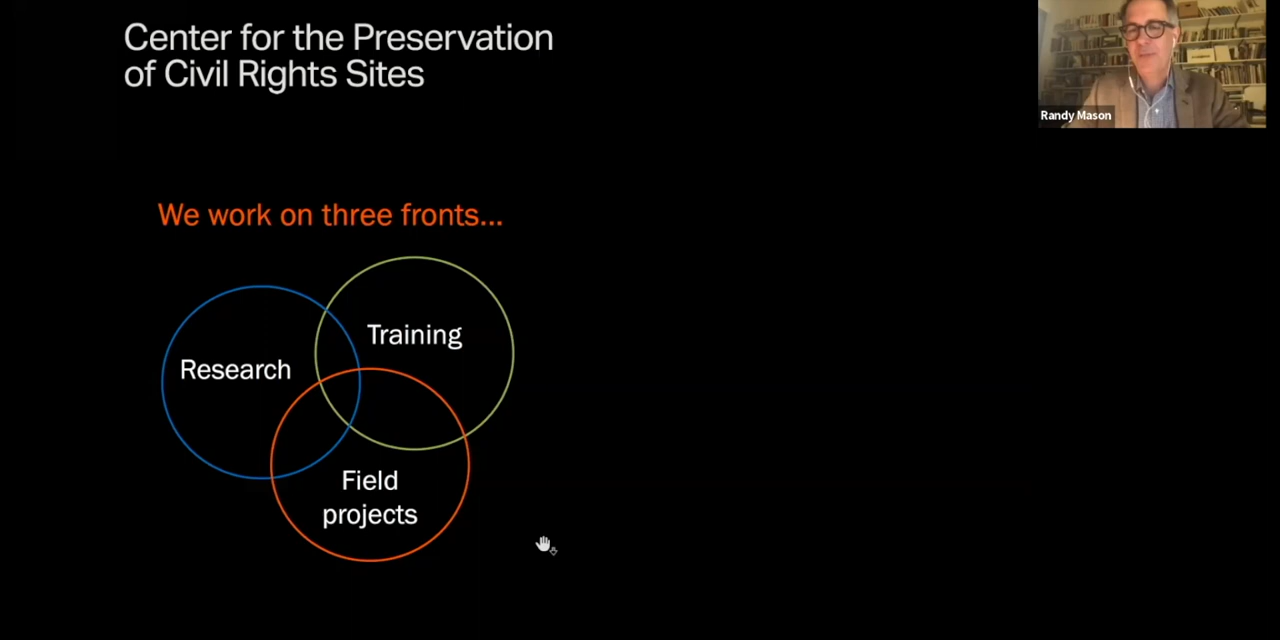 Center for the Preservation
of Civil Rights Sites
Randy Mason
We work on three fronts...
Training
Research
Field
projects